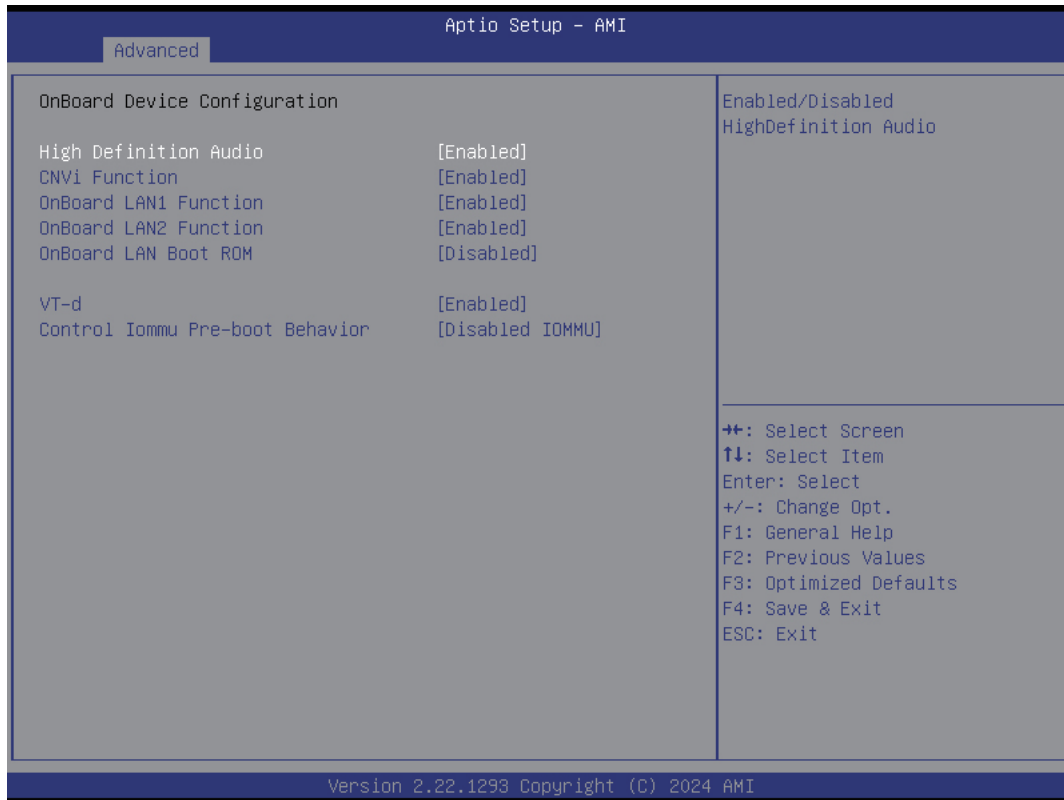 Aptio Setup – AMI
Advanced
OnBoard Device Configuration
High Definition Audio [Enabled]
CNVi Function [Enabled]
OnBoard LAN1 Function [Enabled]
OnBoard LAN2 Function [Enabled]
OnBoard LAN Boot ROM [Disabled]
VT-d [Enabled]
Control Iommu Pre-boot Behavior [Disabled IOMMU]
Enabled/Disabled
HighDefinition Audio
→←: Select Screen
↑↓: Select Item
Enter: Select
+/-: Change Opt.
F1: General Help
F2: Previous Values
F3: Optimized Defaults
F4: Save & Exit
ESC: Exit
Version 2.22.1293 Copyright (C) 2024 AMI